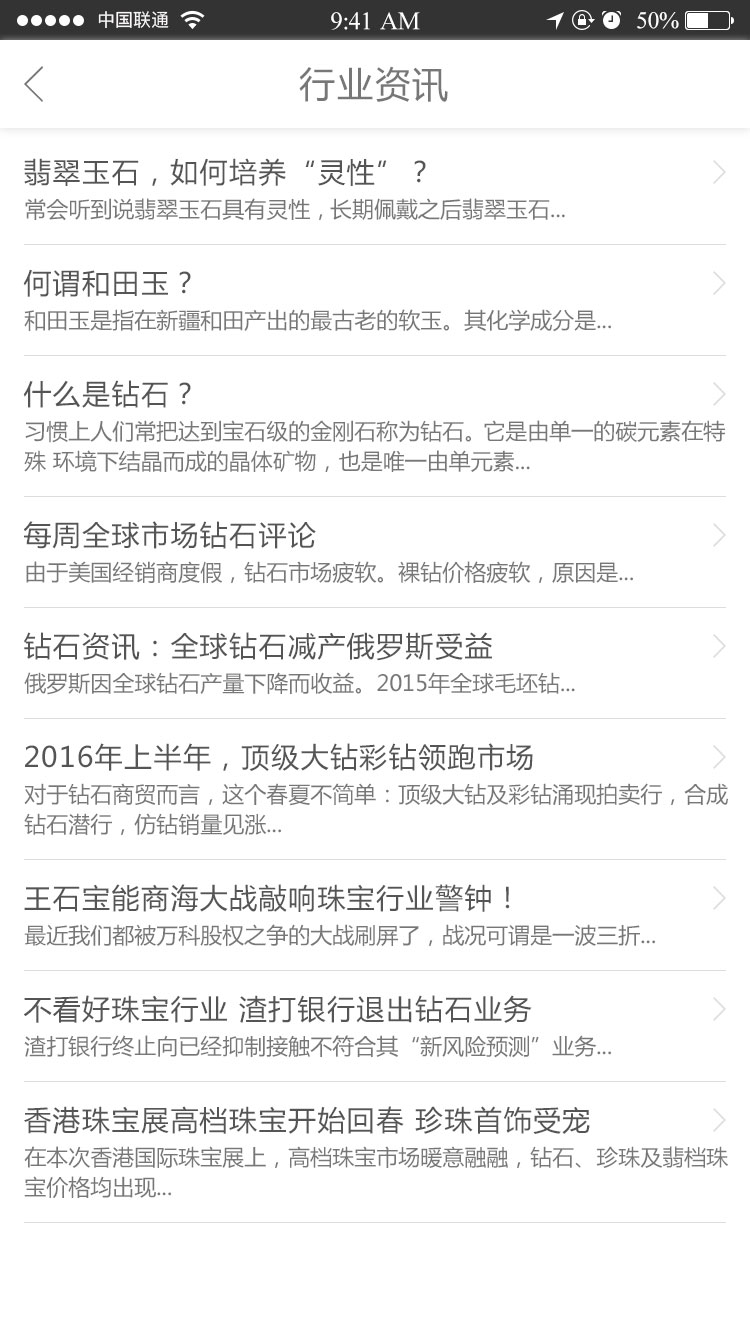 中国联通
9:41 AM
50%
行业资讯
翡翠玉石，如何培养“灵性”？
常会听到说翡翠玉石具有灵性，长期佩戴之后翡翠玉石...
何谓和田玉？
和田玉是指在新疆和田产出的最古老的软玉。其化学成分是...
什么是钻石？
习惯上人们常把达到宝石级的金刚石称为钻石。它是由单一的碳元素在特
殊 环境下结晶而成的晶体矿物，也是唯一由单元素...
每周全球市场钻石评论
由于美国经销商度假，钻石市场疲软。裸钻价格疲软，原因是...
钻石资讯：全球钻石减产俄罗斯受益
俄罗斯因全球钻石产量下降而收益。2015年全球毛坯钻...
2016年上半年，顶级大钻彩钻领跑市场
对于钻石商贸而言，这个春夏不简单：顶级大钻及彩钻涌现拍卖行，合成
钻石潜行，仿钻销量见涨...
王石宝能商海大战敲响珠宝行业警钟！
最近我们都被万科股权之争的大战刷屏了，战况可谓是一波三折...
不看好珠宝行业 渣打银行退出钻石业务
渣打银行终止向已经抑制接触不符合其“新风险预测”业务...
香港珠宝展高档珠宝开始回春 珍珠首饰受宠
在本次香港国际珠宝展上，高档珠宝市场暖意融融，钻石、珍珠及翡档珠
宝价格均出现...